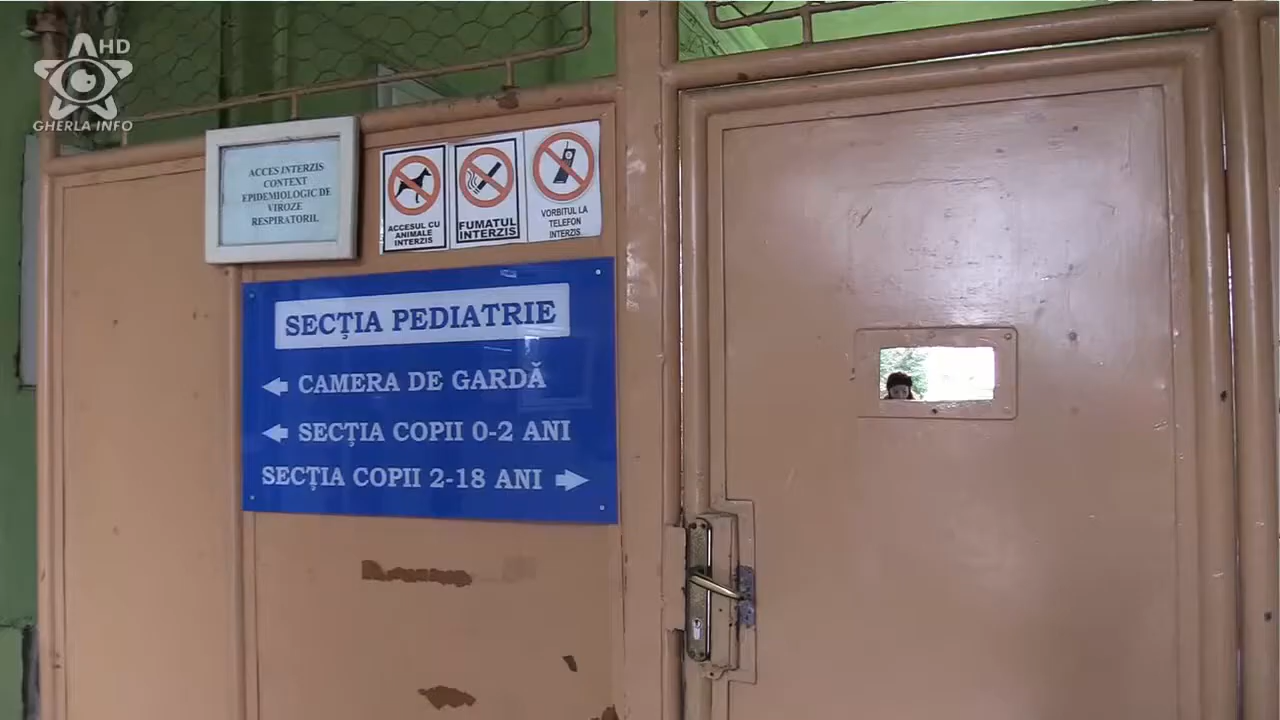 HD
GHERLA INFO
ACCES INTERZIS
CONTEXT
EPIDEMIOLOGIC DE
VIROZE
RESPIRATORII.
ACCESUL CU
ANIMALE
INTERZIS
FUMATUL
INTERZIS
VORBITUL LA
TELEFON
INTERZIS
SECȚIA PEDIATRIE
CAMERA DE GARDĂ
SECȚIA COPII 0-2 ANI
SECȚIA COPII 2-18 ANI